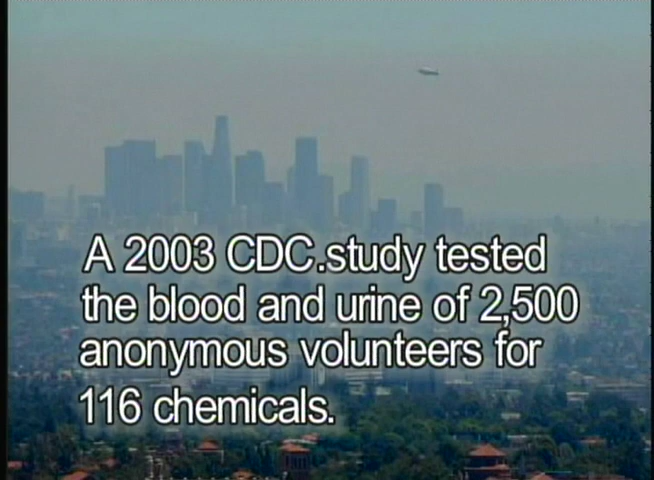 A 2003 CDC.study tested
the blood and urine of 2,500
anonymous volunteers for
116 chemicals.